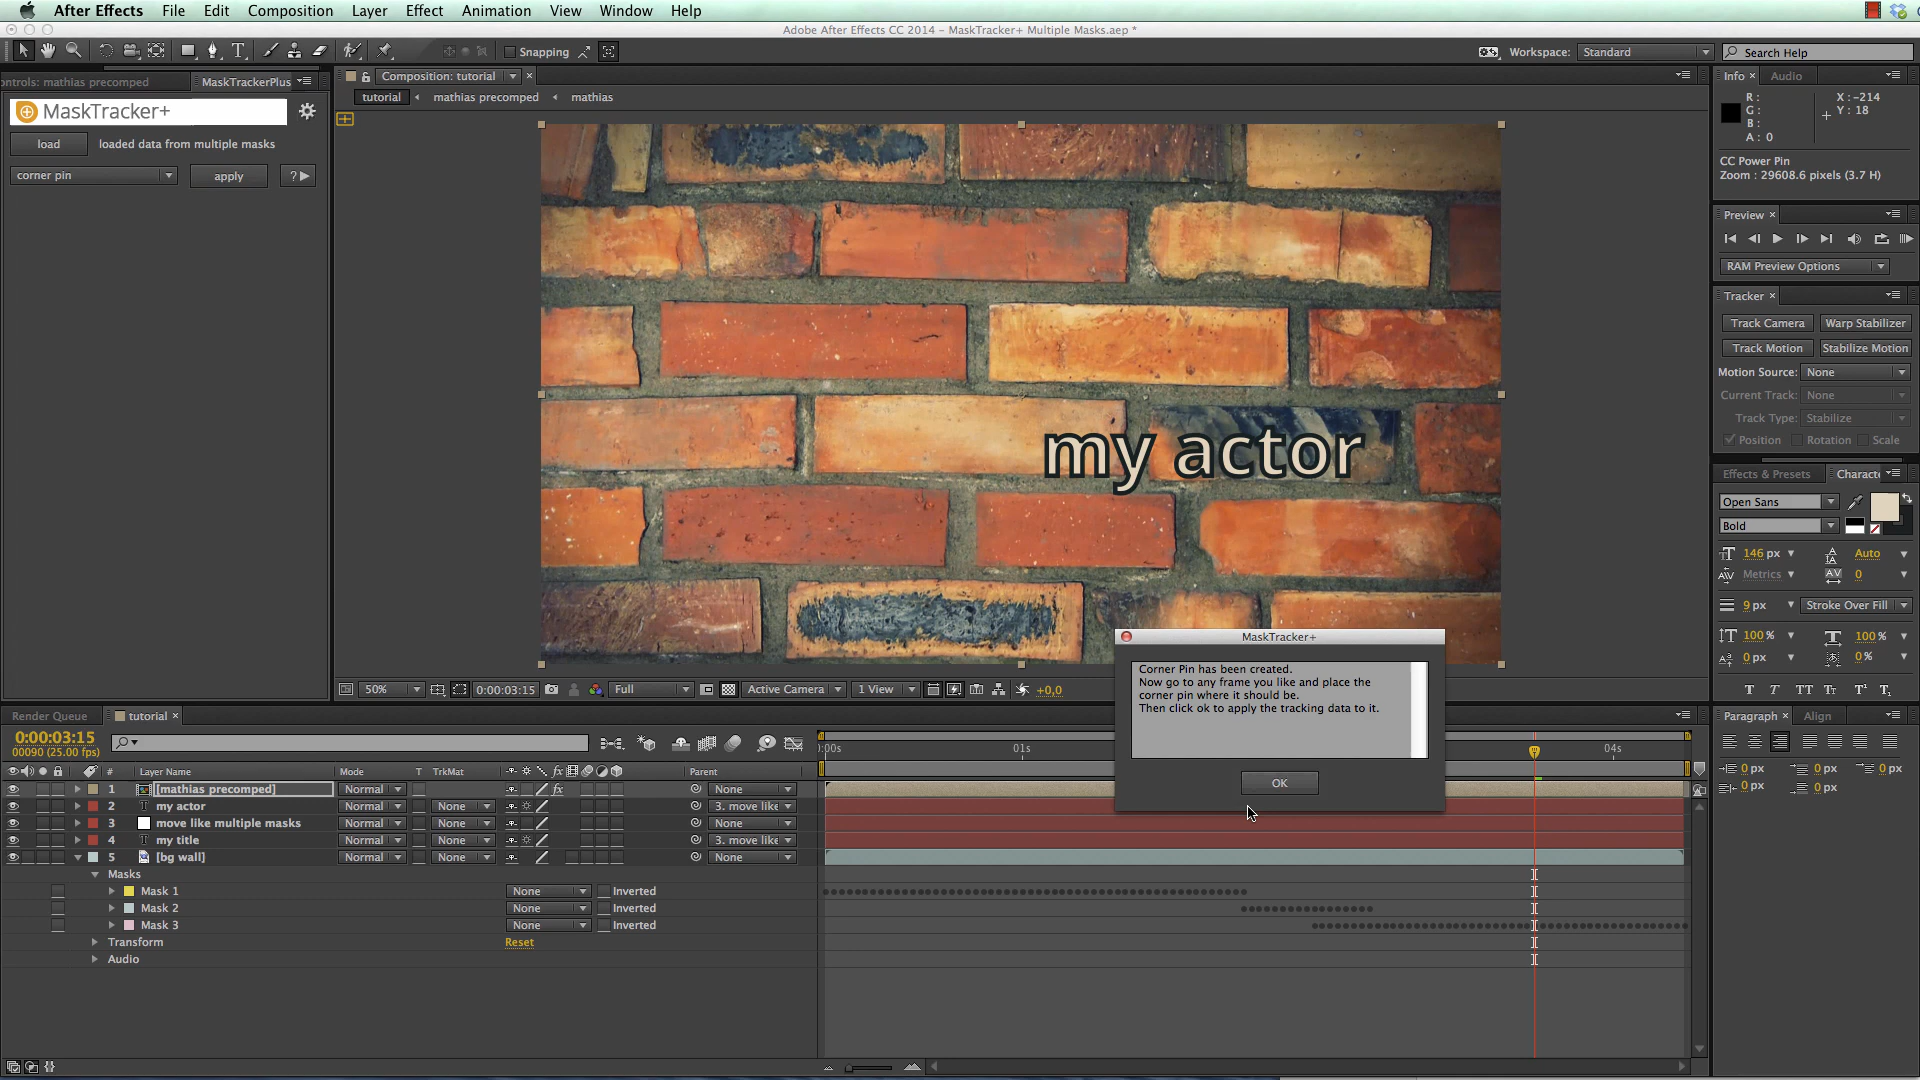 After Effects File Edit Composition Layer Effect Animation View Window Help
Adobe After Effects CC 2014 - MaskTracker+ Multiple Masks.aep *
Snapping
Workspace: Standard
Search Help
ontrols: mathias precomped
MaskTrackerPlus
MaskTracker+
load loaded data from multiple masks
corner pin apply ?
Composition: tutorial
tutorial mathias precomped mathias
my actor
Info Audio
R: X: -214
G: Y: 18
B:
A: 0
CC Power Pin
Zoom : 29608.6 pixels (3.7 H)
Preview
RAM Preview Options
Tracker
Track Camera Warp Stabilizer
Track Motion Stabilize Motion
Motion Source: None
Current Track: None
Track Type: Stabilize
Position Rotation Scale
Effects & Presets Characte
Open Sans
Bold
146 px Auto
Metrics 0
9 px Stroke Over Fill
100 % 100 %
0 px 0 %
T T TT Tт T¹ T₁
Paragraph Align
0 px 0 px 0 px
0 px 0 px
50% 0:00:03:15 Full Active Camera 1 View +0,0
MaskTracker+
Corner Pin has been created.
Now go to any frame you like and place the
corner pin where it should be.
Then click ok to apply the tracking data to it.
OK
Render Queue tutorial
0:00:03:15
00090 (25.00 fps)
:00s 01s 04s
# Layer Name Mode T TrkMat Parent
1 [mathias precomped] Normal None
2 my actor Normal None 3. move like
3 move like multiple masks Normal None None
4 my title Normal None 3. move like
5 [bg wall] Normal None None
Masks
Mask 1 None Inverted
Mask 2 None Inverted
Mask 3 None Inverted
Transform Reset
Audio